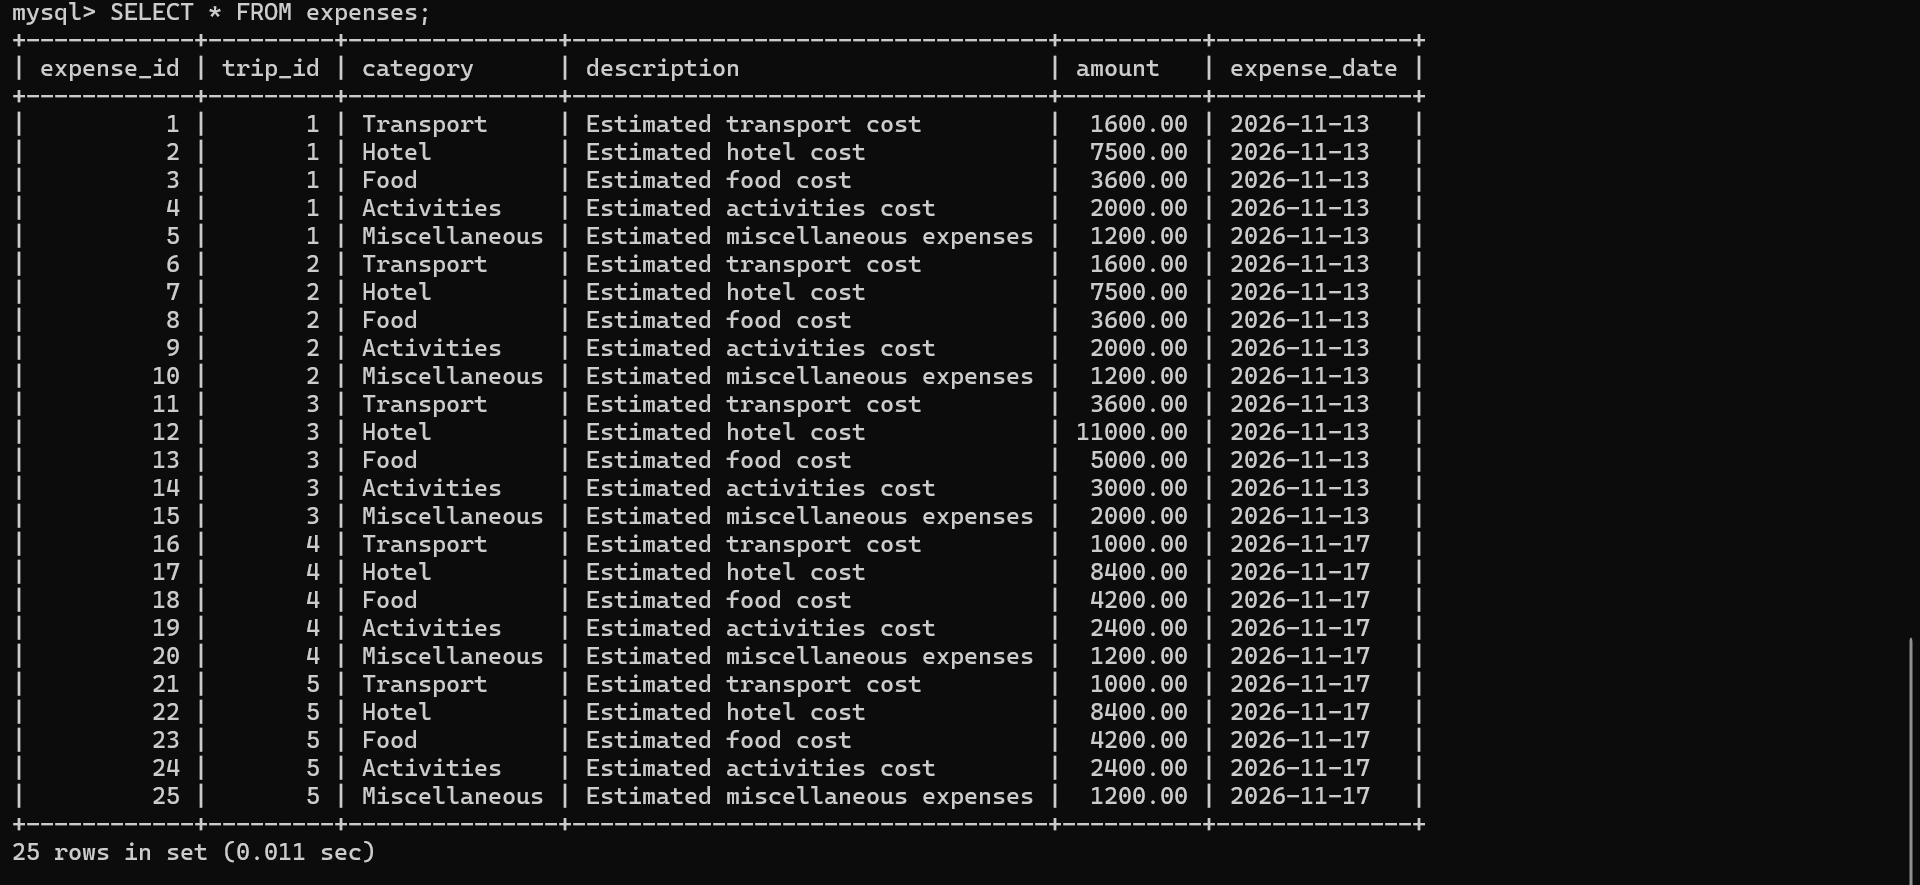 mysql> SELECT * FROM expenses;
+------------+---------+---------------+----------------------------------+----------+--------------+
| expense_id | trip_id | category      | description                      | amount   | expense_date |
+------------+---------+---------------+----------------------------------+----------+--------------+
|          1 |       1 | Transport     | Estimated transport cost         |  1600.00 | 2026-11-13   |
|          2 |       1 | Hotel         | Estimated hotel cost             |  7500.00 | 2026-11-13   |
|          3 |       1 | Food          | Estimated food cost              |  3600.00 | 2026-11-13   |
|          4 |       1 | Activities    | Estimated activities cost        |  2000.00 | 2026-11-13   |
|          5 |       1 | Miscellaneous | Estimated miscellaneous expenses |  1200.00 | 2026-11-13   |
|          6 |       2 | Transport     | Estimated transport cost         |  1600.00 | 2026-11-13   |
|          7 |       2 | Hotel         | Estimated hotel cost             |  7500.00 | 2026-11-13   |
|          8 |       2 | Food          | Estimated food cost              |  3600.00 | 2026-11-13   |
|          9 |       2 | Activities    | Estimated activities cost        |  2000.00 | 2026-11-13   |
|         10 |       2 | Miscellaneous | Estimated miscellaneous expenses |  1200.00 | 2026-11-13   |
|         11 |       3 | Transport     | Estimated transport cost         |  3600.00 | 2026-11-13   |
|         12 |       3 | Hotel         | Estimated hotel cost             | 11000.00 | 2026-11-13   |
|         13 |       3 | Food          | Estimated food cost              |  5000.00 | 2026-11-13   |
|         14 |       3 | Activities    | Estimated activities cost        |  3000.00 | 2026-11-13   |
|         15 |       3 | Miscellaneous | Estimated miscellaneous expenses |  2000.00 | 2026-11-13   |
|         16 |       4 | Transport     | Estimated transport cost         |  1000.00 | 2026-11-17   |
|         17 |       4 | Hotel         | Estimated hotel cost             |  8400.00 | 2026-11-17   |
|         18 |       4 | Food          | Estimated food cost              |  4200.00 | 2026-11-17   |
|         19 |       4 | Activities    | Estimated activities cost        |  2400.00 | 2026-11-17   |
|         20 |       4 | Miscellaneous | Estimated miscellaneous expenses |  1200.00 | 2026-11-17   |
|         21 |       5 | Transport     | Estimated transport cost         |  1000.00 | 2026-11-17   |
|         22 |       5 | Hotel         | Estimated hotel cost             |  8400.00 | 2026-11-17   |
|         23 |       5 | Food          | Estimated food cost              |  4200.00 | 2026-11-17   |
|         24 |       5 | Activities    | Estimated activities cost        |  2400.00 | 2026-11-17   |
|         25 |       5 | Miscellaneous | Estimated miscellaneous expenses |  1200.00 | 2026-11-17   |
+------------+---------+---------------+----------------------------------+----------+--------------+
25 rows in set (0.011 sec)